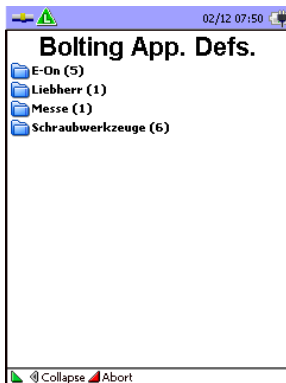 02/12 07:50
Bolting App. Defs.
E-On (5)
Liebherr (1)
Messe (1)
Schraubwerkzeuge (6)
Collapse Abort